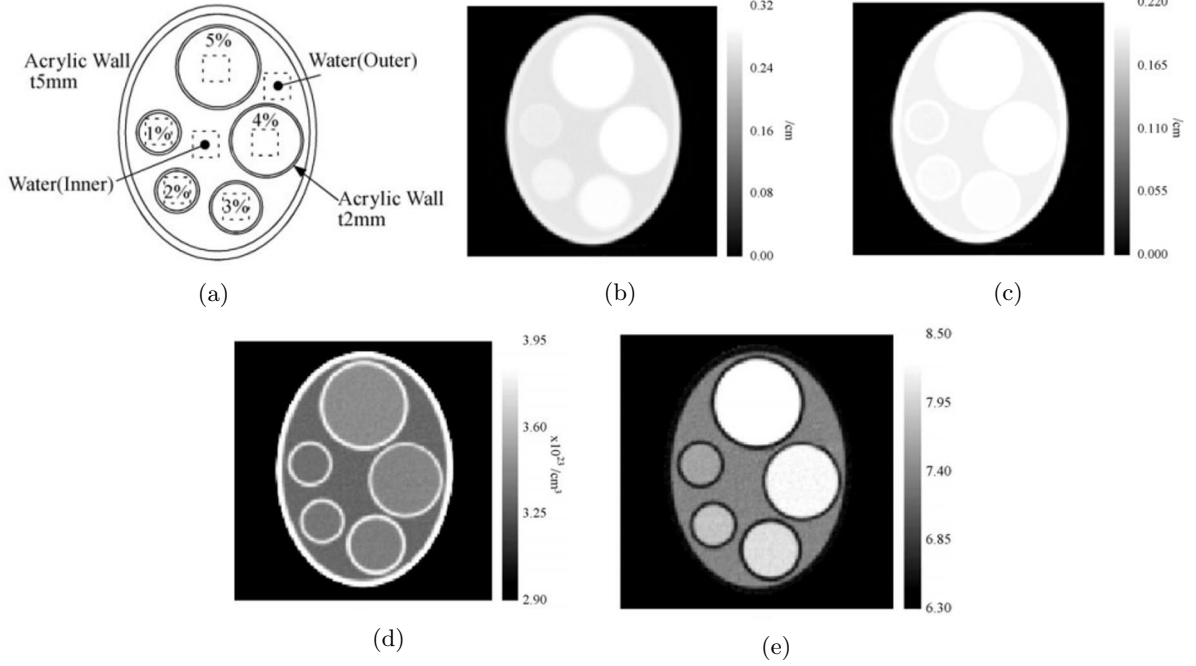 5%
Acrylic Wall
t5mm
Water(Outer)
1%
4%
Water(Inner)
2%
3%
Acrylic Wall
t2mm
(a)
0.32
0.24
0.16
/cm
0.08
0.00
(b)
0.220
0.165
0.110
/cm
0.055
0.000
(c)
3.95
3.60
x10²³/cm³
3.25
2.90
(d)
8.50
7.95
7.40
6.85
6.30
(e)